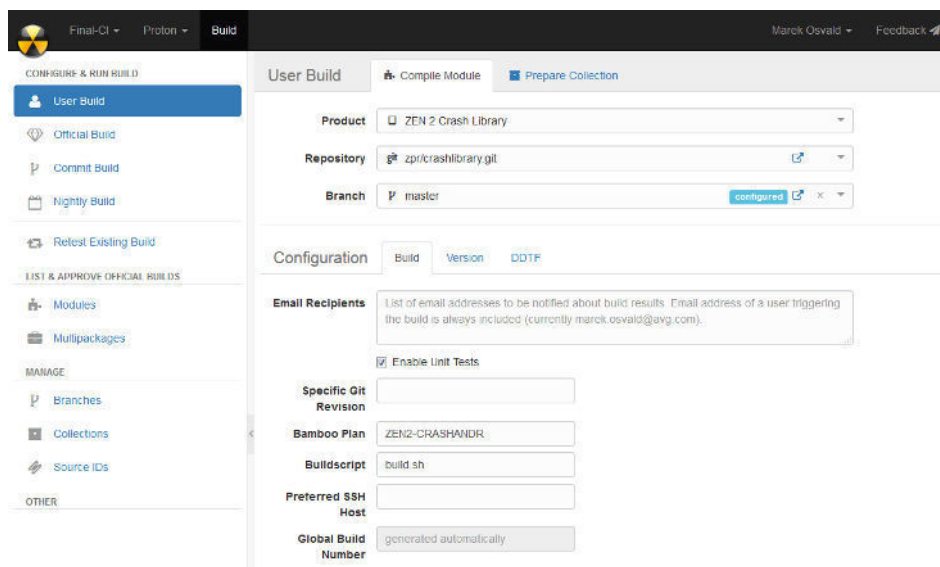 Final-CI Proton Build Marek Osvald Feedback
CONFIGURE & RUN BUILD
User Build
Official Build
Commit Build
Nightly Build
Retest Existing Build
LIST & APPROVE OFFICIAL BUILDS
Modules
Multipackages
MANAGE
Branches
Collections
Source IDs
OTHER
User Build Compile Module Prepare Collection
Product ZEN 2 Crash Library
Repository git zpr/crashlibrary.git
Branch master configured
Configuration Build Version DDTF
Email Recipients List of email addresses to be notified about build results. Email address of a user triggering
the build is always included (currently marek.osvald@avg.com).
Enable Unit Tests
Specific Git
Revision
Bamboo Plan ZEN2-CRASHANDR
Buildscript build.sh
Preferred SSH
Host
Global Build generated automatically
Number